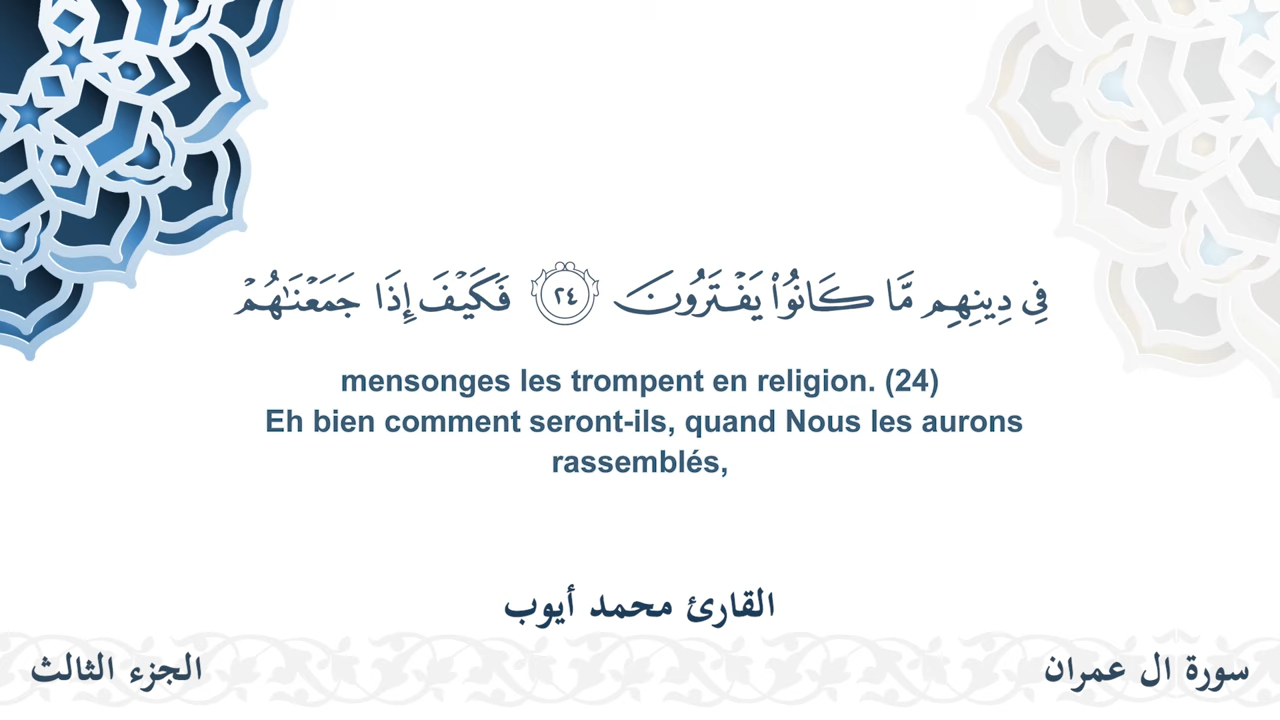 فِي دِينِهِم مَّا كَانُوا۟ يَفْتَرُونَ ٢٤ فَكَيْفَ إِذَا جَمَعْنَـٰهُمْ
mensonges les trompent en religion. (24)
Eh bien comment seront-ils, quand Nous les aurons
rassemblés,
القارئ محمد أيوب
سورة ال عمران
الجزء الثالث